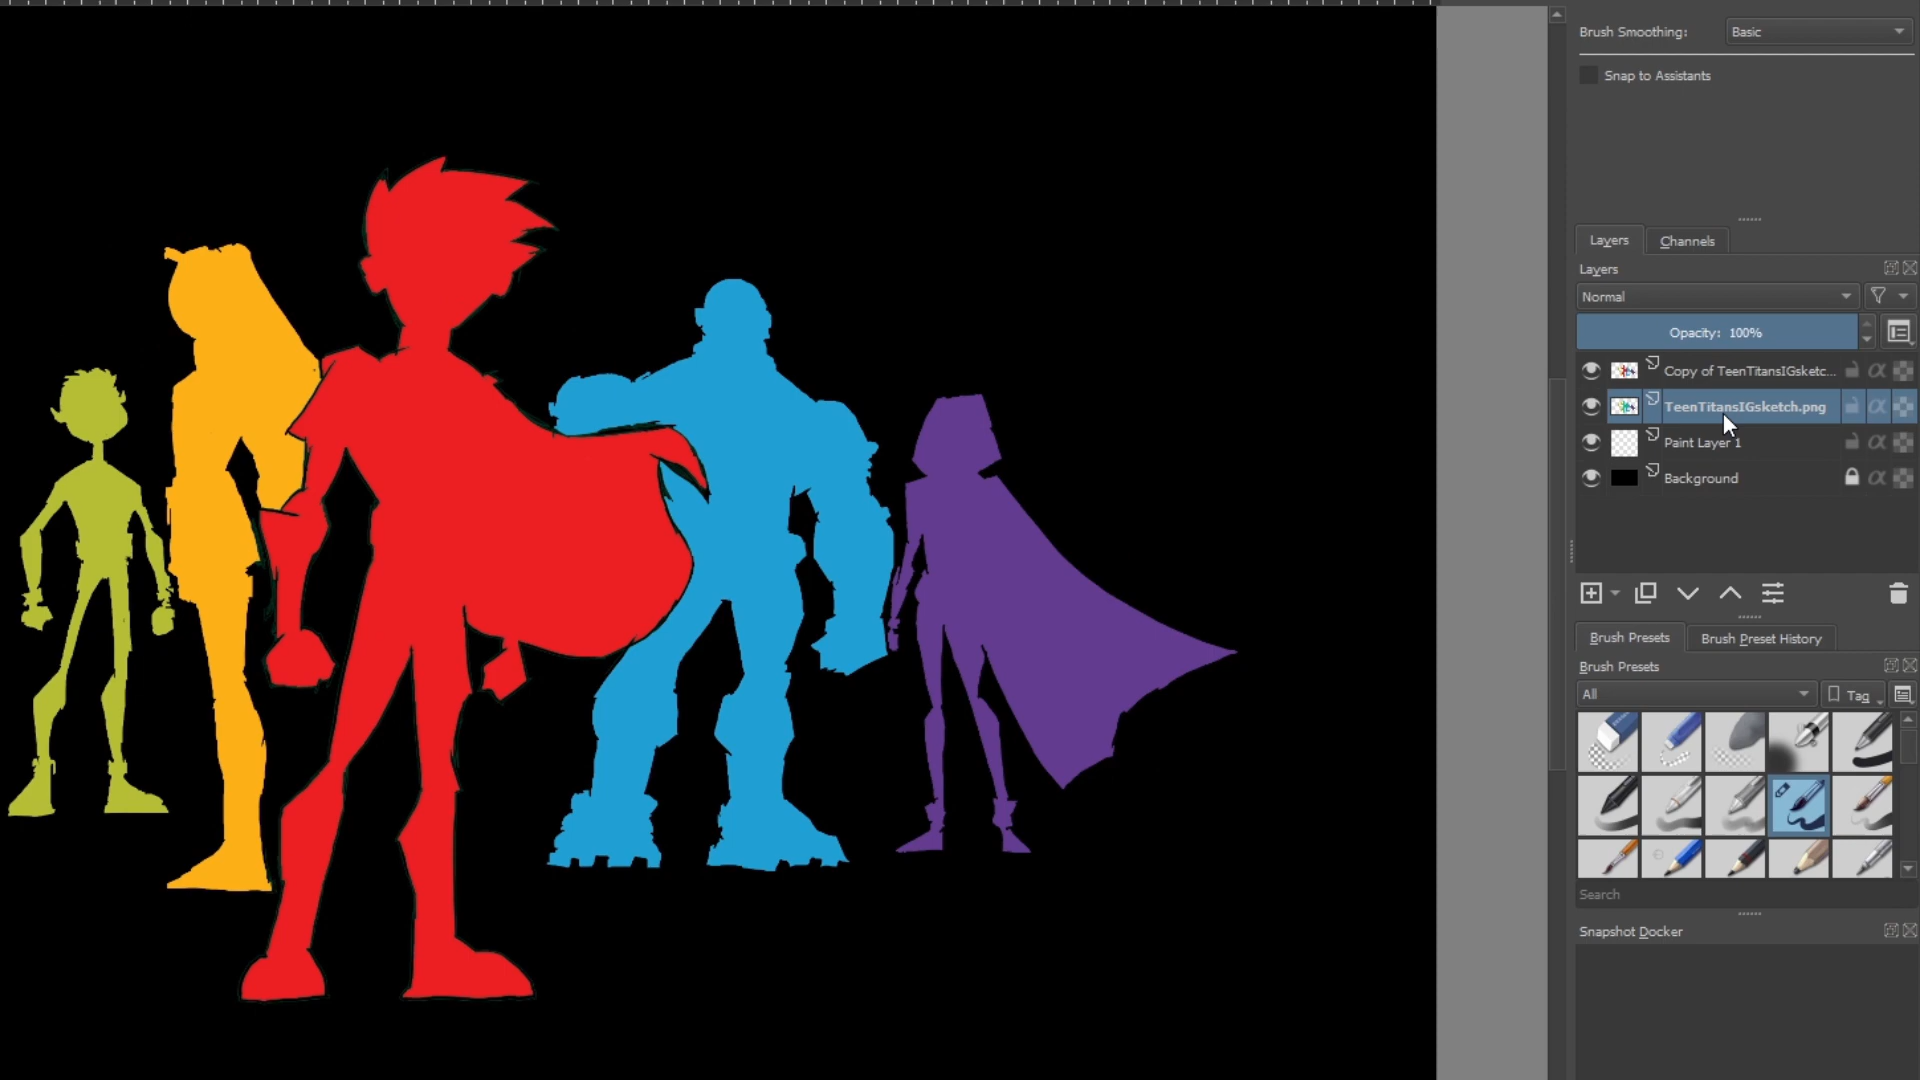 Brush Smoothing: Basic
Snap to Assistants
Layers Channels
Layers
Normal
Opacity: 100%
Copy of TeenTitansIGsketc...
TeenTitansIGsketch.png
Paint Layer 1
Background
Brush Presets Brush Preset History
Brush Presets
All Tag
Search
Snapshot Docker